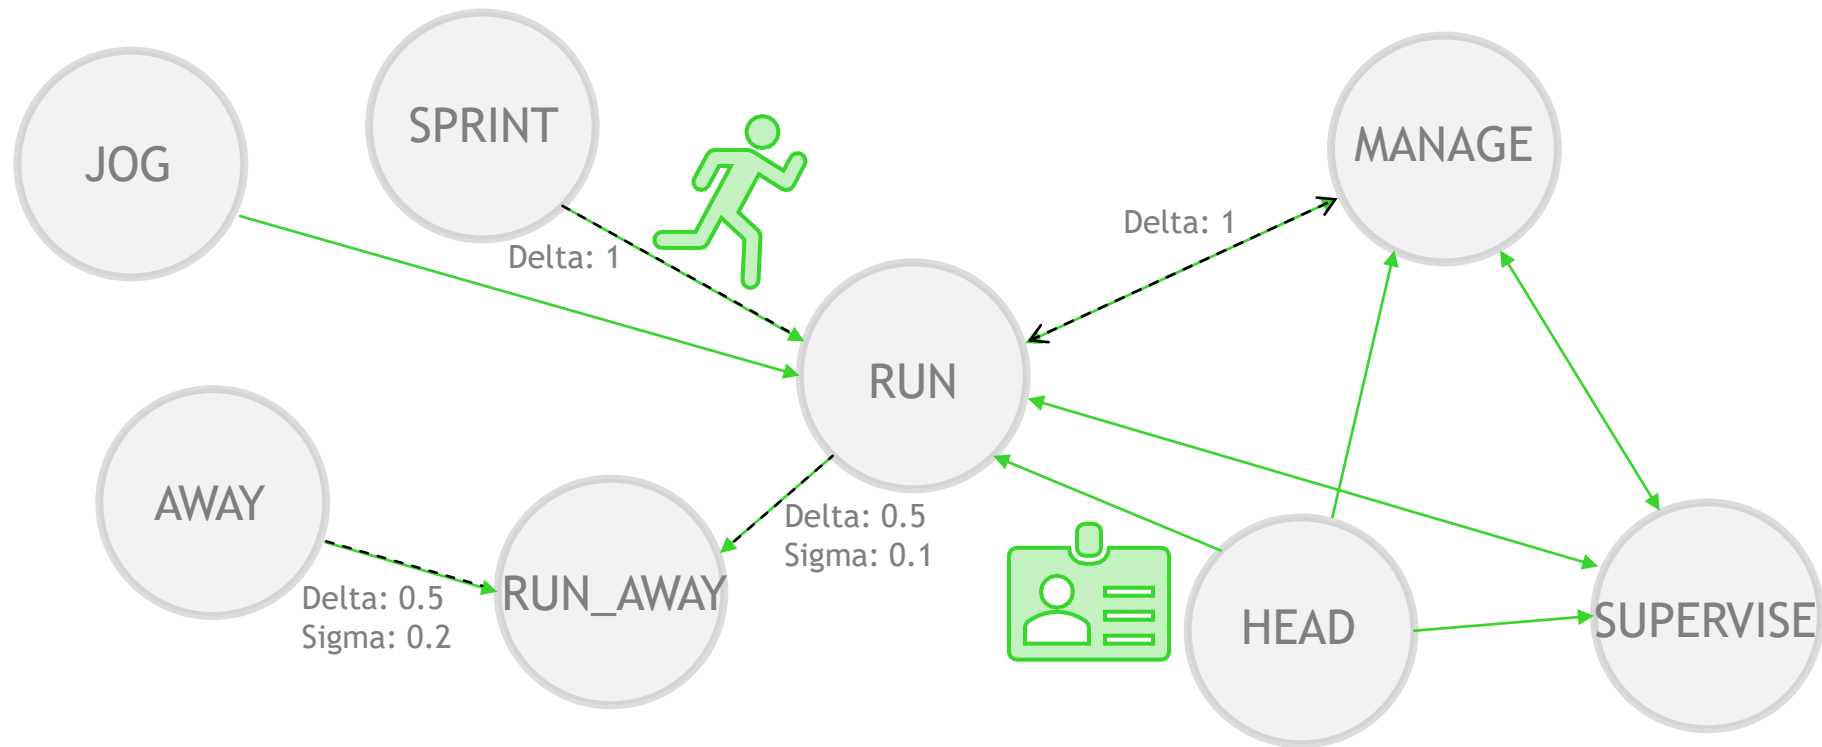 SPRINT
JOG
MANAGE
Delta: 1
Delta: 1
RUN
AWAY
RUN_AWAY
Delta: 0.5
Sigma: 0.1
Delta: 0.5
Sigma: 0.2
HEAD
SUPERVISE